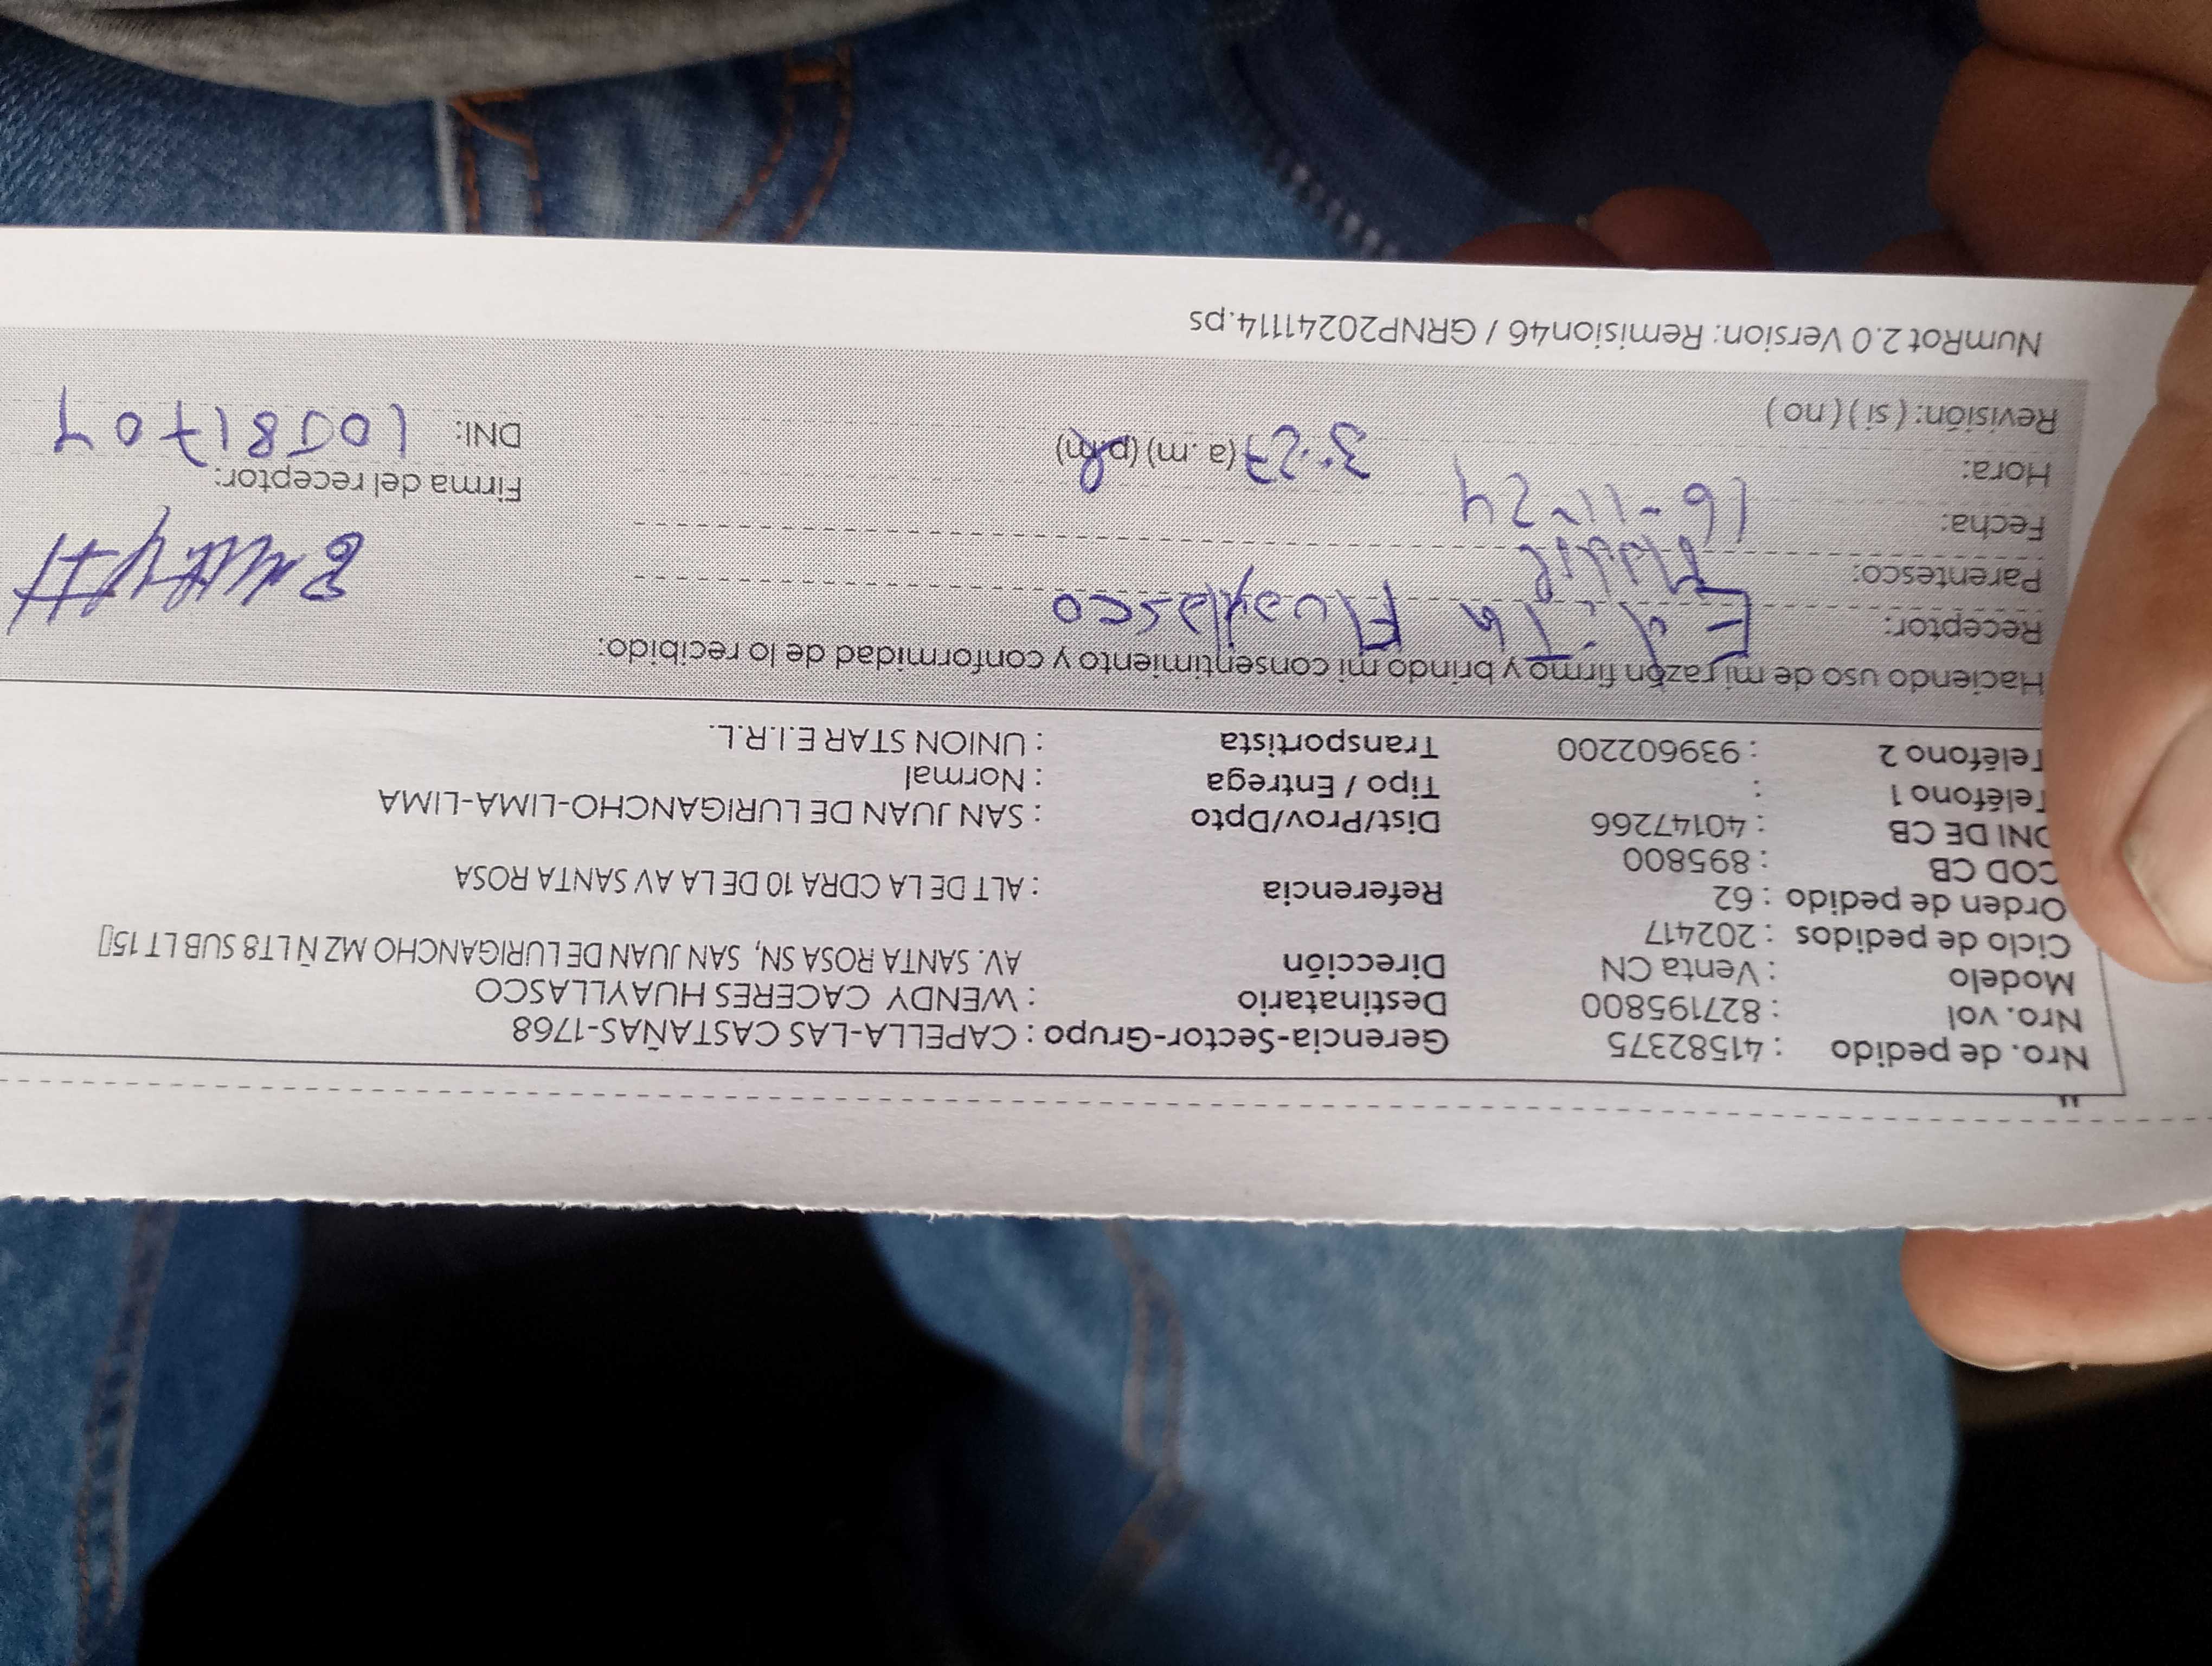 Nro. de pedido : 41582375 Gerencia-Sector-Grupo : CAPELLA-LAS CASTAÑAS-1768
Nro. vol : 827195800 Destinatario : WENDY CACERES HUAYLLASCO
Modelo : Venta CN Dirección AV. SANTA ROSA SN, SAN JUAN DE LURIGANCHO MZ Ñ LT8 SUB LT 15
Ciclo de pedidos : 202417
Orden de pedido : 62 Referencia : ALT DE LA CDRA 10 DE LA AV SANTA ROSA
COD CB : 895800
DNI DE CB : 40147266 Dist/Prov/Dpto : SAN JUAN DE LURIGANCHO-LIMA-LIMA
Teléfono 1 : Tipo / Entrega : Normal
Teléfono 2 : 939602200 Transportista : UNION STAR E.I.R.L.
Haciendo uso de mi razón firmo y brindo mi consentimiento y conformidad de lo recibido:
Receptor: Edith
Parentesco:
Fecha: 16-11-24
Hora: 3:27 (a.m) (p.m) Firma del receptor:
Revisión: (si) (no) DNI:
NumRot 2.0 Version: Remision46 / GRNP20241114.ps